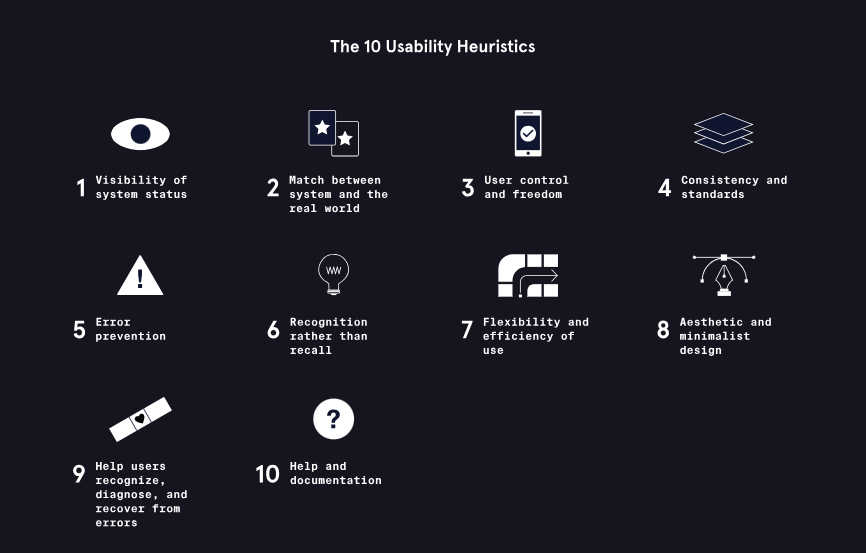 The 10 Usability Heuristics
1 Visibility of
system status
2 Match between
system and the
real world
3 User control
and freedom
4 Consistency and
standards
5 Error
prevention
6 Recognition
rather than
recall
7 Flexibility and
efficiency of
use
8 Aesthetic and
minimalist
design
9 Help users
recognize,
diagnose, and
recover from
errors
10 Help and
documentation